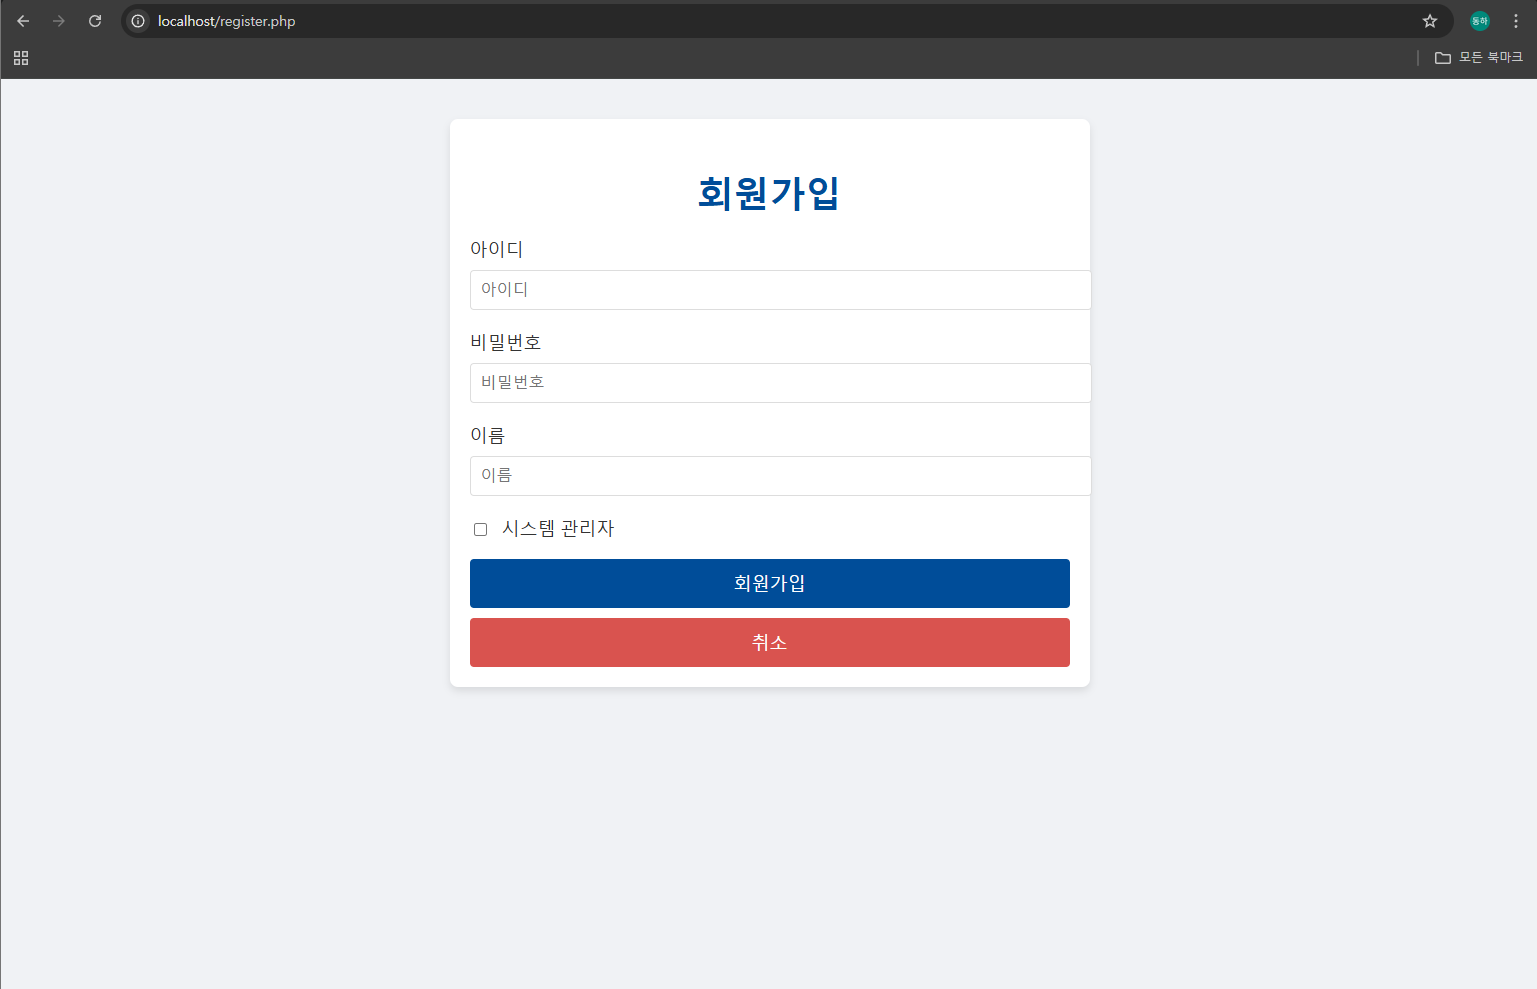 localhost/register.php
동하
모든 북마크
회원가입
아이디
아이디
비밀번호
비밀번호
이름
이름
시스템 관리자
회원가입
취소